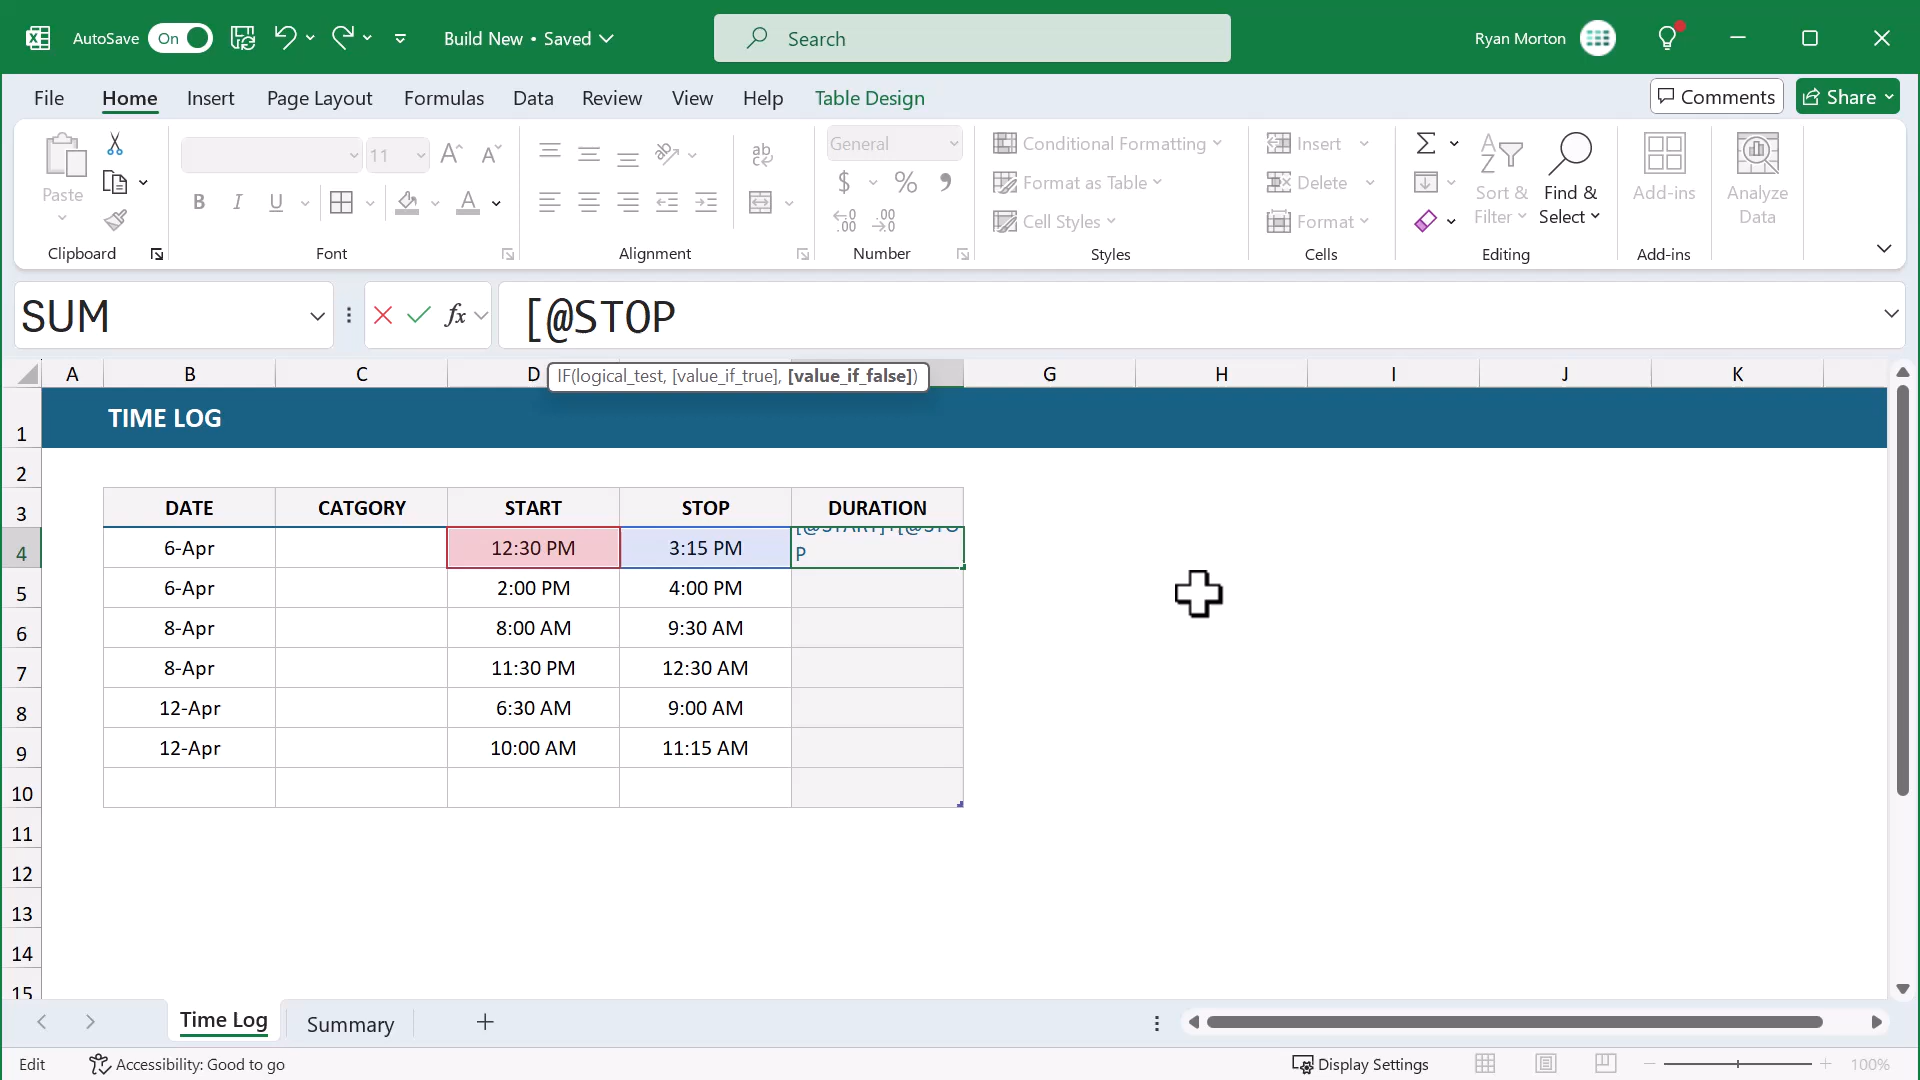 AutoSave On Build New • Saved Search Ryan Morton
File Home Insert Page Layout Formulas Data Review View Help Table Design Comments Share
Paste
11
ab
c
General
Conditional Formatting
Format as Table
Cell Styles
Insert
Delete
Format
Sort &
Filter
Find &
Select
Add-ins
Analyze
Data
B I U A
$ % 9
Clipboard Font Alignment Number Styles Cells Editing Add-ins
SUM fx [@STOP
IF(logical_test, [value_if_true], [value_if_false])
A B C D G H I J K
1 TIME LOG
2
3 DATE CATGORY START STOP DURATION
4 6-Apr 12:30 PM 3:15 PM [@START]+[@STO
P
5 6-Apr 2:00 PM 4:00 PM
6 8-Apr 8:00 AM 9:30 AM
7 8-Apr 11:30 PM 12:30 AM
8 12-Apr 6:30 AM 9:00 AM
9 12-Apr 10:00 AM 11:15 AM
10
11
12
13
14
15
Time Log Summary
Edit Accessibility: Good to go Display Settings 100%